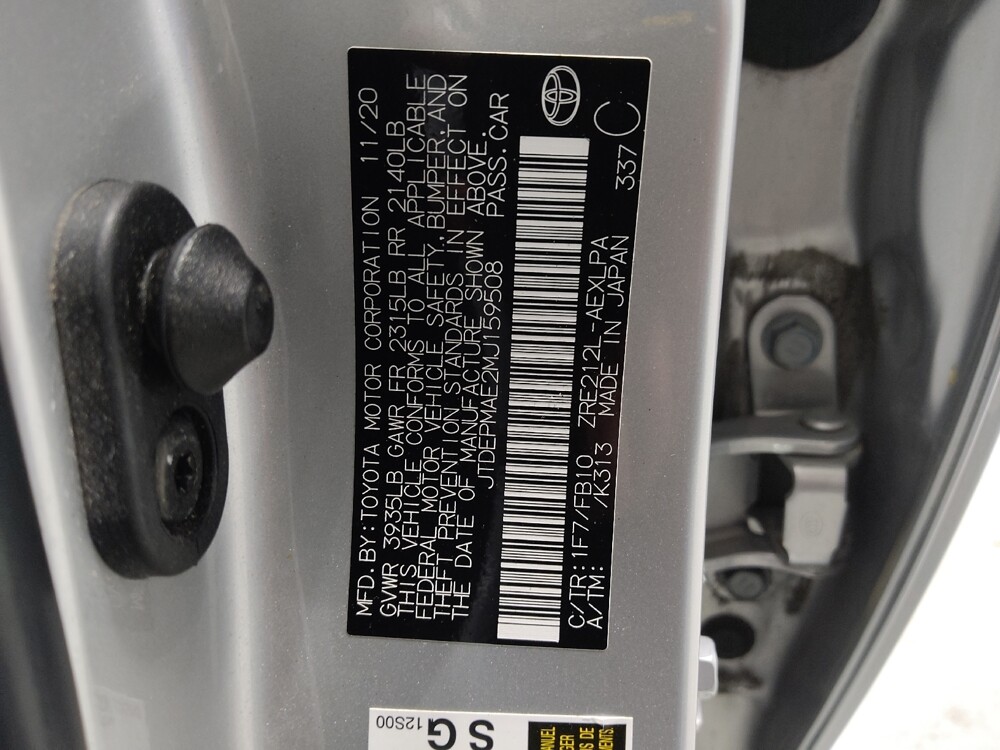 MFD. BY: TOYOTA MOTOR CORPORATION 11/20
GVWR 3935LB GAWR FR 2315LB RR 2140LB
THIS VEHICLE CONFORMS TO ALL APPLICABLE
FEDERAL MOTOR VEHICLE SAFETY, BUMPER, AND
THEFT PREVENTION STANDARDS IN EFFECT ON
THE DATE OF MANUFACTURE SHOWN ABOVE.
JTDEPMAE2MJ159508 PASS. CAR
C/TR: 1F7/FB10 ZRE212L-AEXLPA 337
A/TM: /K313 MADE IN JAPAN
C
SG
12S00